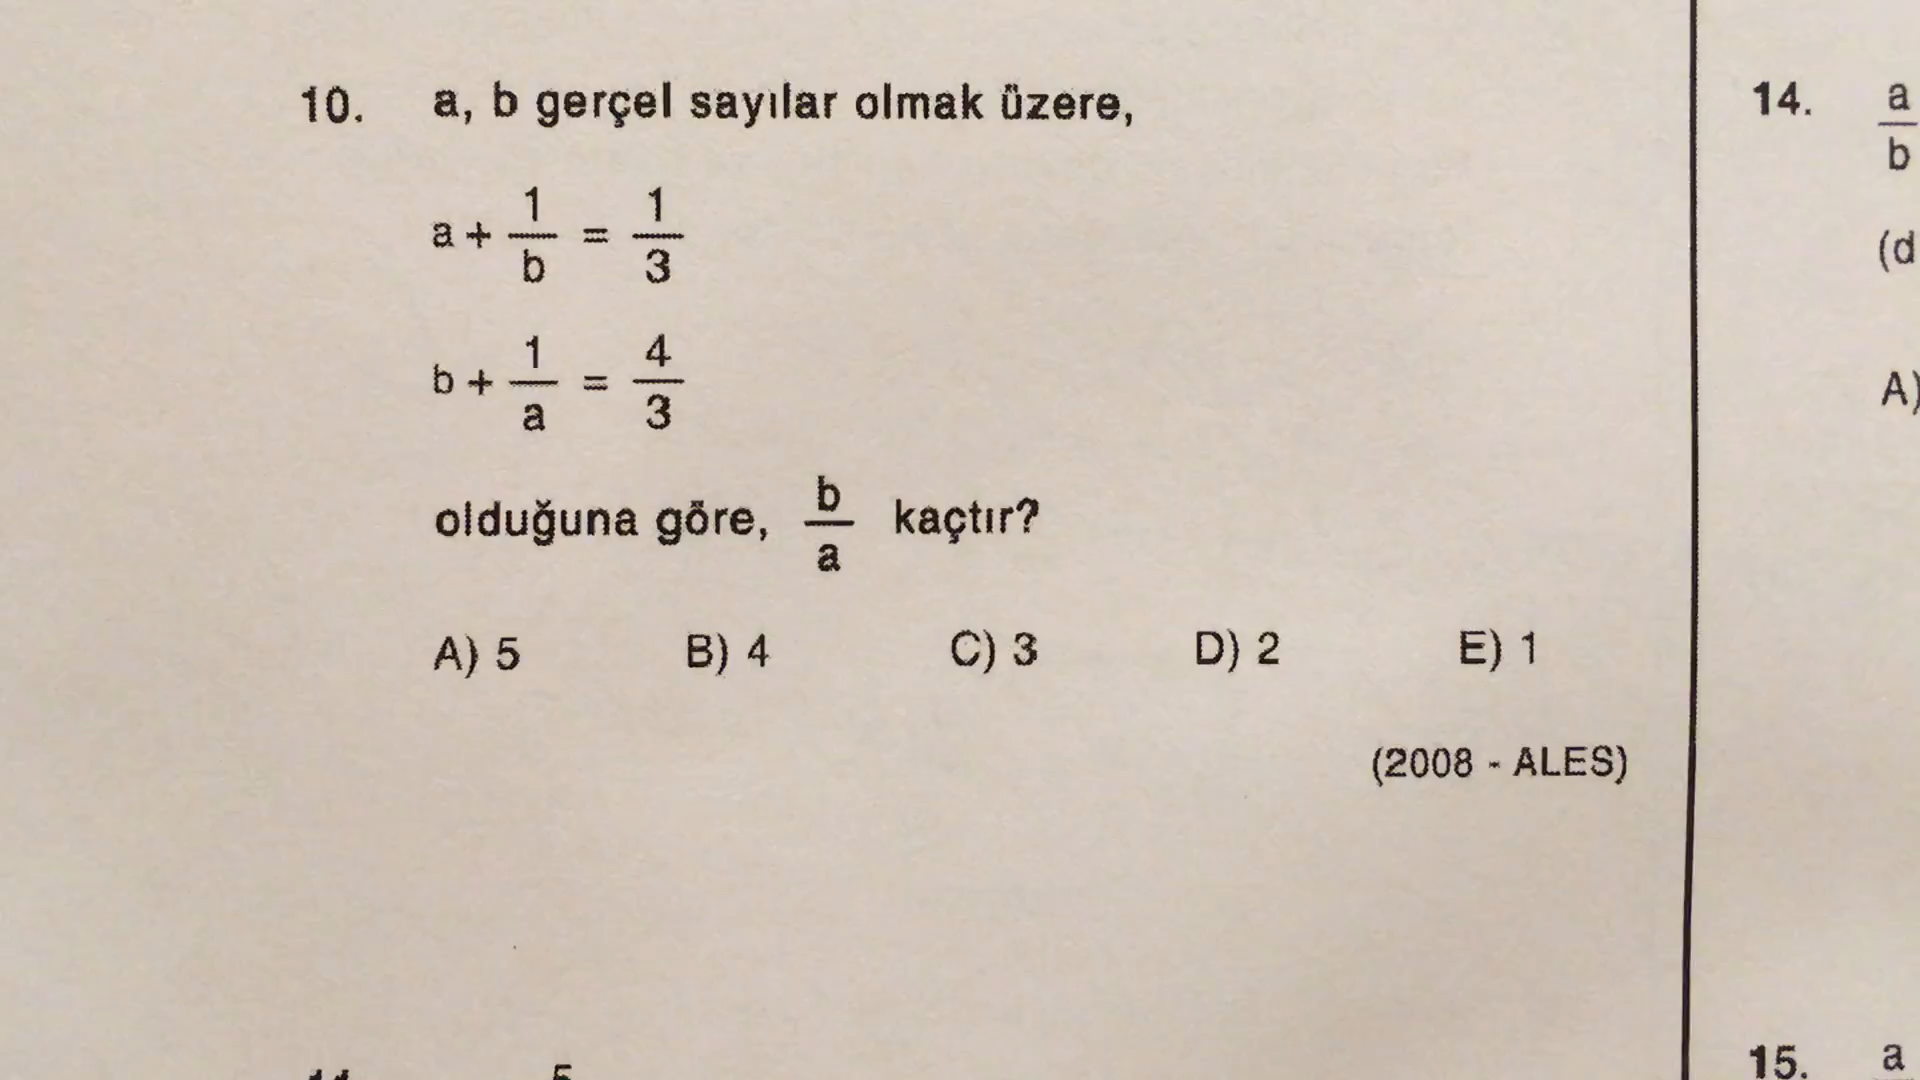 10. a, b gerçel sayılar olmak üzere,
a + 1/b = 1/3
b + 1/a = 4/3
olduğuna göre, b/a kaçtır?
A) 5 B) 4 C) 3 D) 2 E) 1
(2008 - ALES)
14. a/b
(d
A)
15. a